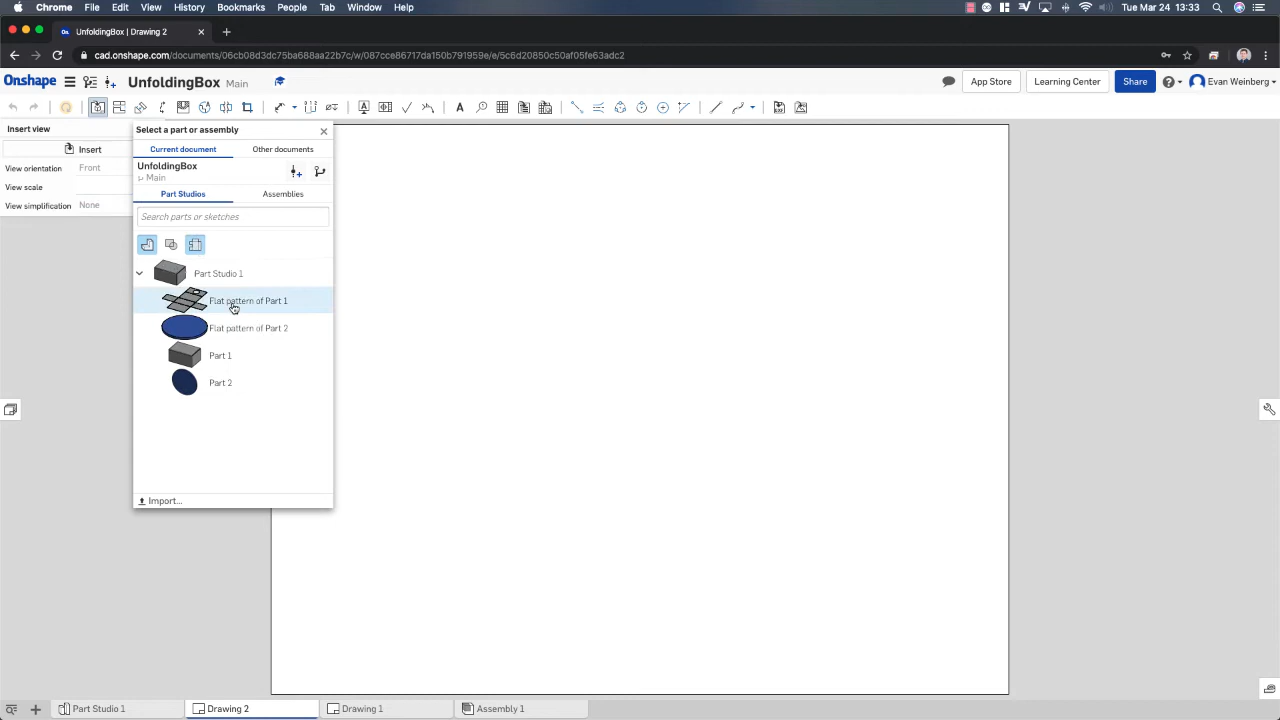 Chrome File Edit View History Bookmarks People Tab Window Help Tue Mar 24 13:33
UnfoldingBox | Drawing 2
cad.onshape.com/documents/06cb08d3dc75ba688aa22b7c/w/087cce86717da150b791959e/e/5c6d20850c50af05fe63dcc2
Onshape UnfoldingBox Main App Store Learning Center Share Evan Weinberg
Insert view
Insert
View orientation Front
View scale
View simplification None
Select a part or assembly
Current document Other documents
UnfoldingBox
Main
Part Studios Assemblies
Search parts or sketches
Part Studio 1
Flat pattern of Part 1
Flat pattern of Part 2
Part 1
Part 2
Import...
Part Studio 1 Drawing 2 Drawing 1 Assembly 1